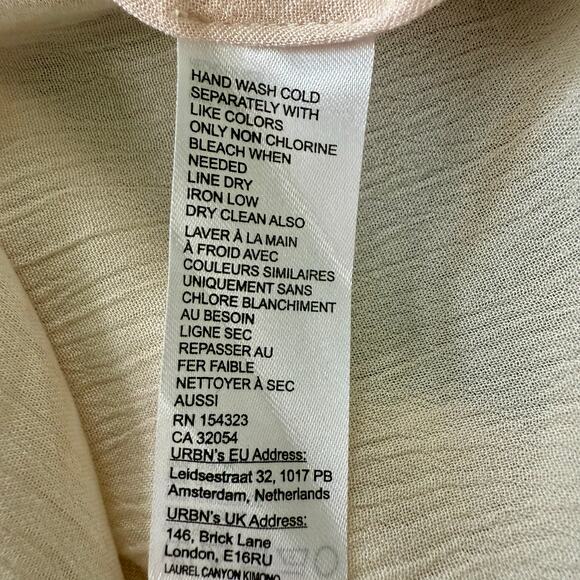 HAND WASH COLD
SEPARATELY WITH
LIKE COLORS
ONLY NON CHLORINE
BLEACH WHEN
NEEDED
LINE DRY
IRON LOW
DRY CLEAN ALSO
LAVER À LA MAIN
À FROID AVEC
COULEURS SIMILAIRES
UNIQUEMENT SANS
CHLORE BLANCHIMENT
AU BESOIN
LIGNE SEC
REPASSER AU
FER FAIBLE
NETTOYER À SEC
AUSSI
RN 154323
CA 32054
URBN's EU Address:
Leidsestraat 32, 1017 PB
Amsterdam, Netherlands
URBN's UK Address:
146, Brick Lane
London, E16RU
LAUREL CANYON KIMONO